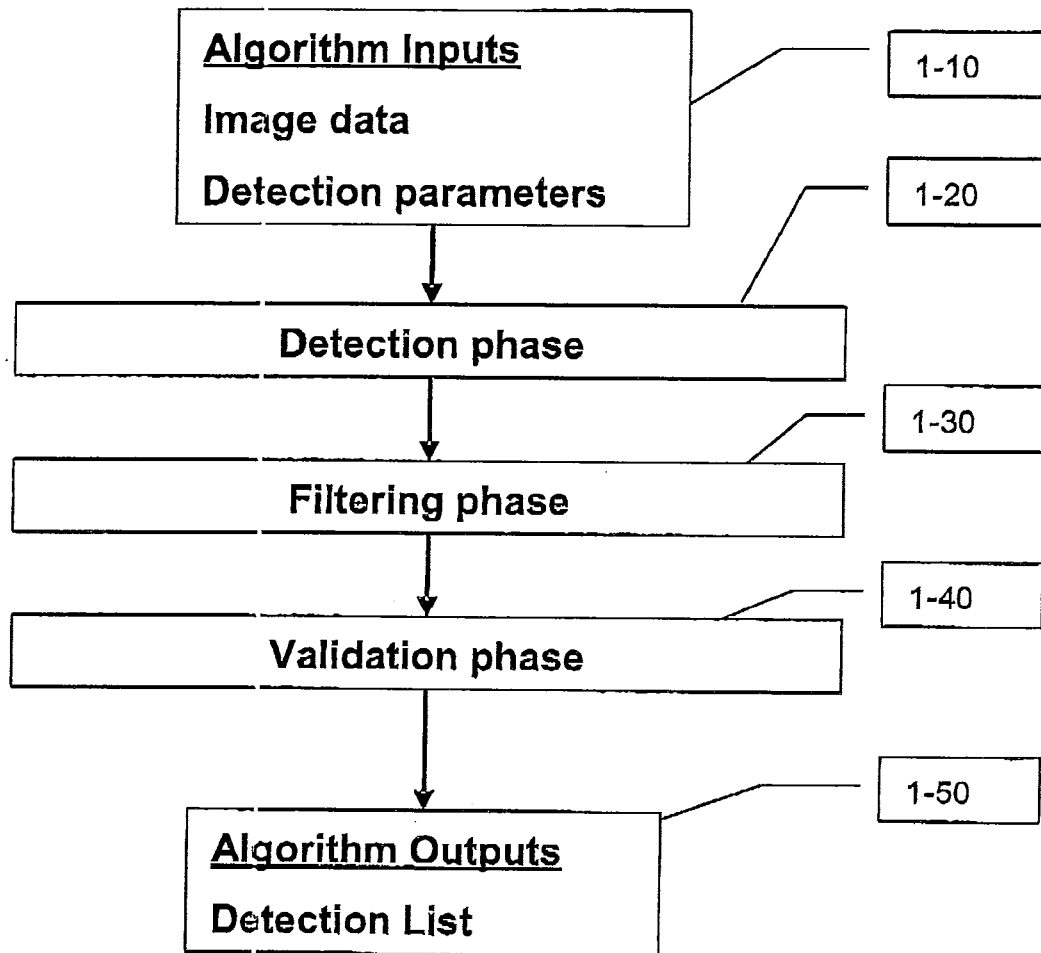 Algorithm Inputs
1-10
Image data
Detection parameters
1-20
Detection phase
1-30
Filtering phase
1-40
Validation phase
1-50
Algorithm Outputs
Detection List